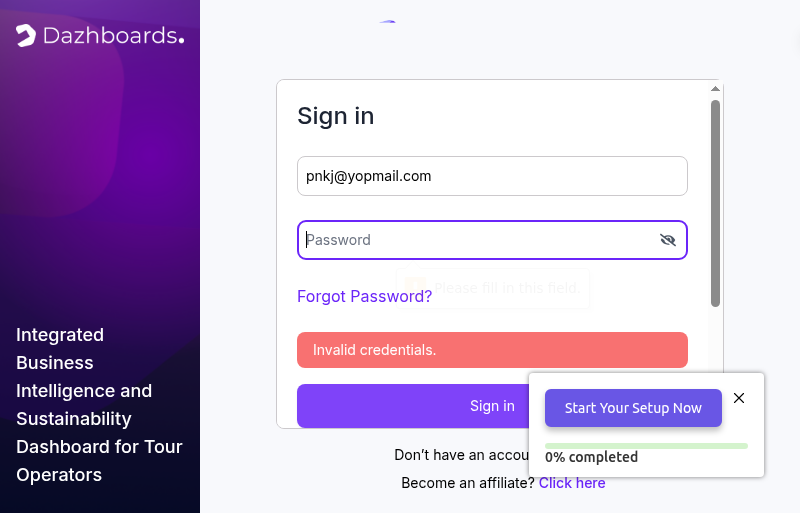 Dazhboards.
Integrated
Business
Intelligence and
Sustainability
Dashboard for Tour
Operators
Sign in
pnkj@yopmail.com
Password
Please fill in this field.
Forgot Password?
Invalid credentials.
Sign in
Don't have an accou
Become an affiliate? Click here
Start Your Setup Now
0% completed